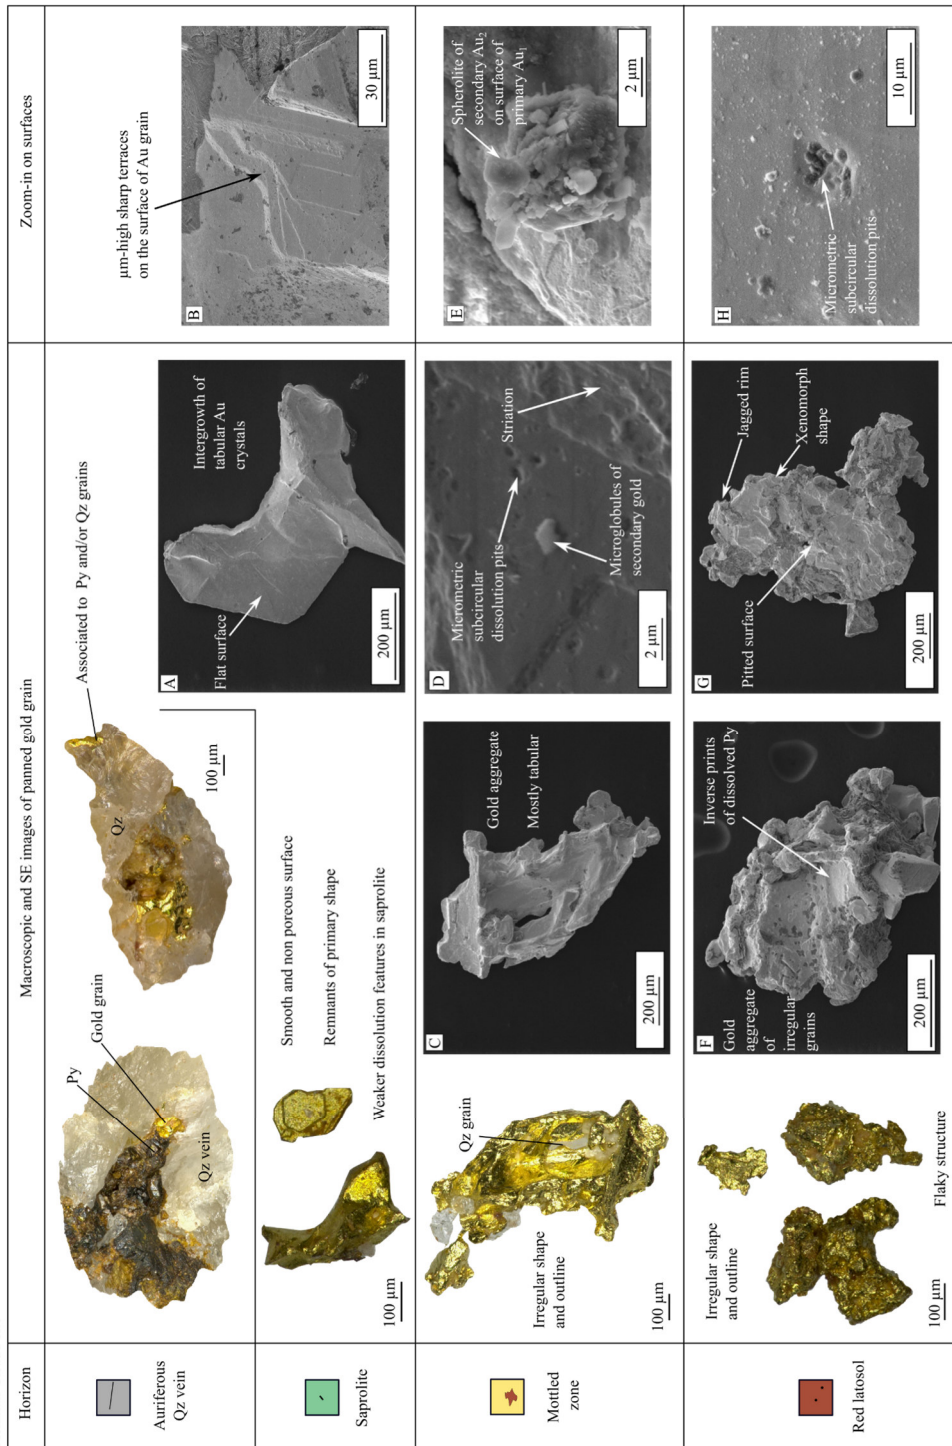 Horizon
Macroscopic and SE images of panned gold grain
Zoom-in on surfaces
Auriferous
Qz vein
Py
Gold grain
Qz vein
Qz
Associated to Py and/or Qz grains
100 µm
µm-high sharp terraces
on the surface of Au grain
Saprolite
100 µm
Smooth and non poreous surface
Remnants of primary shape
Weaker dissolution features in saprolite
A
Flat surface
Intergrowth of
tabular Au
crystals
200 µm
B
30 µm
Mottled
zone
Irregular shape
and outline
Qz grain
100 µm
C
Gold aggregate
Mostly tabular
200 µm
D
Micrometric
subcircular
dissolution pits
Striation
Microglobules of
secondary gold
2 µm
E
Spherolite of
secondary Au2
on surface of
primary Au1
2 µm
Red latosol
Irregular shape
and outline
Flaky structure
100 µm
F
Gold
aggregate
of
irregular
grains
Inverse prints
of dissolved Py
200 µm
G
Pitted surface
Jagged rim
Xenomorph
shape
200 µm
H
Micrometric
subcircular
dissolution pits
10 µm